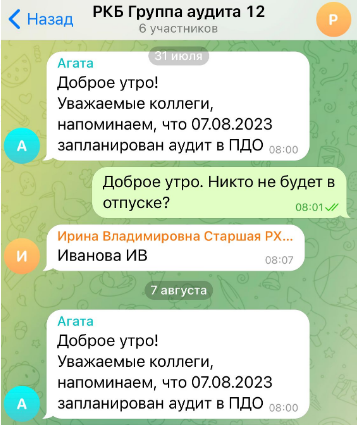 Назад
РКБ Группа аудита 12
6 участников
Р
31 июля
Агата
Доброе утро!
Уважаемые коллеги,
напоминаем, что 07.08.2023
запланирован аудит в ПДО 08:00
А
Доброе утро. Никто не будет в
отпуске?
08:01
Ирина Владимировна Старшая РХ...
Иванова ИВ
08:07
И
7 августа
Агата
Доброе утро!
Уважаемые коллеги,
напоминаем, что 07.08.2023
запланирован аудит в ПДО 08:00
А